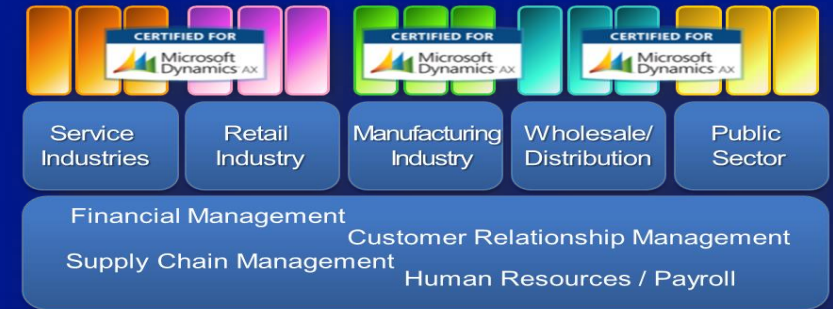 CERTIFIED FOR
Microsoft
Dynamics AX
CERTIFIED FOR
Microsoft
Dynamics AX
CERTIFIED FOR
Microsoft
Dynamics AX
Service
Industries
Retail
Industry
Manufacturing
Industry
Wholesale/
Distribution
Public
Sector
Financial Management
Customer Relationship Management
Supply Chain Management
Human Resources / Payroll